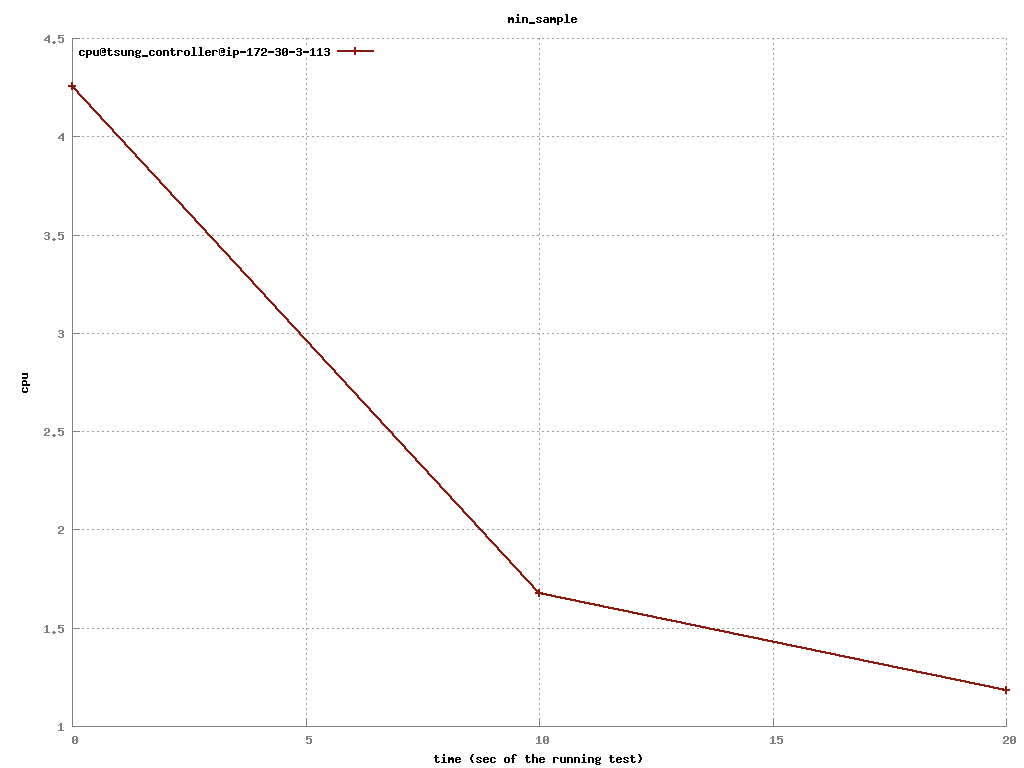 min_sample
4.5
cpu@tsung_controller@ip-172-30-3-113
4
3.5
3
cpu
2.5
2
1.5
1
0 5 10 15 20
time (sec of the running test)